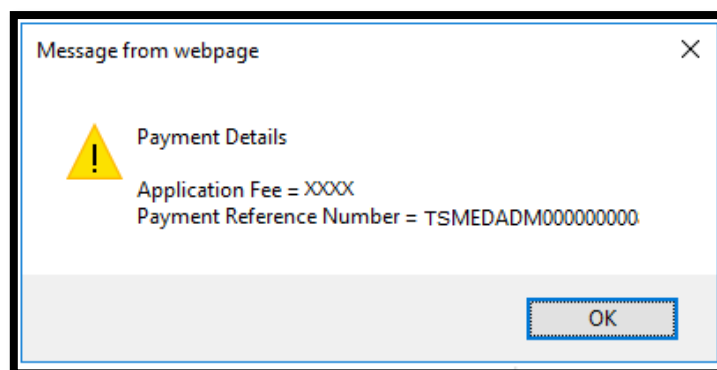 Message from webpage
Payment Details
Application Fee = XXXX
Payment Reference Number = TSMEDADM000000000
OK